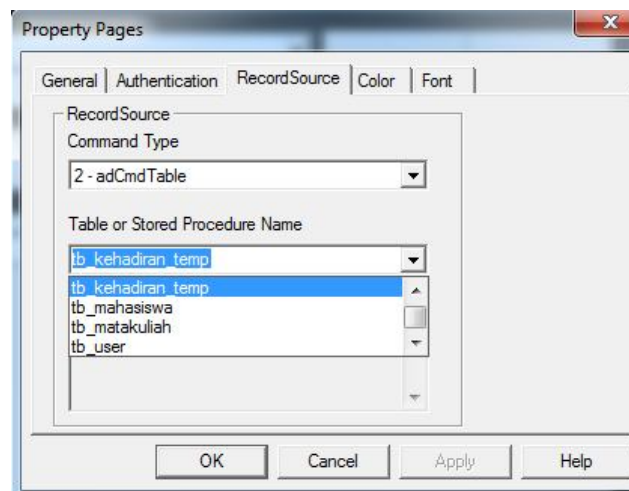 Property Pages
General Authentication RecordSource Color Font
RecordSource
Command Type
2 - adCmdTable
Table or Stored Procedure Name
tb_kehadiran_temp
tb_kehadiran_temp
tb_mahasiswa
tb_matakuliah
tb_user
OK Cancel Apply Help